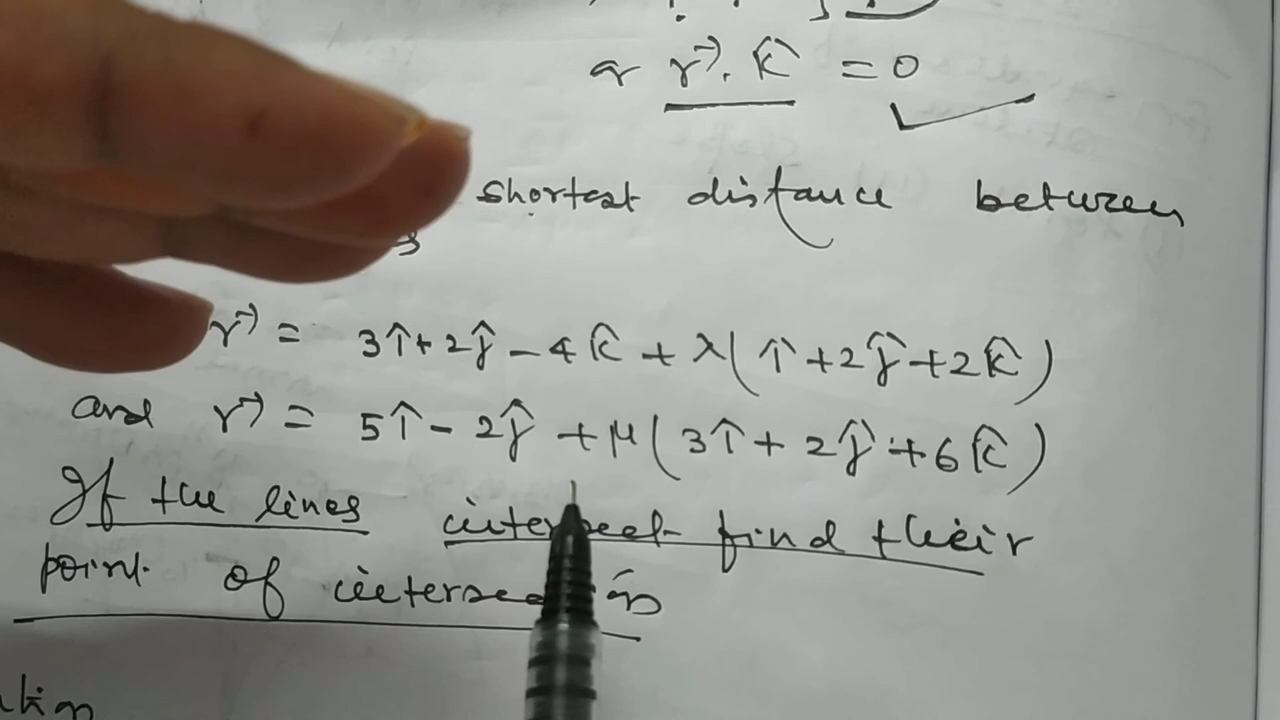 r⃗. k̂ = 0
shortest distance between
r⃗ = 3î + 2ĵ - 4k̂ + λ(î + 2ĵ + 2k̂)
and r⃗ = 5î - 2ĵ + μ(3î + 2ĵ + 6k̂)
If the lines intersect find their
point of intersection